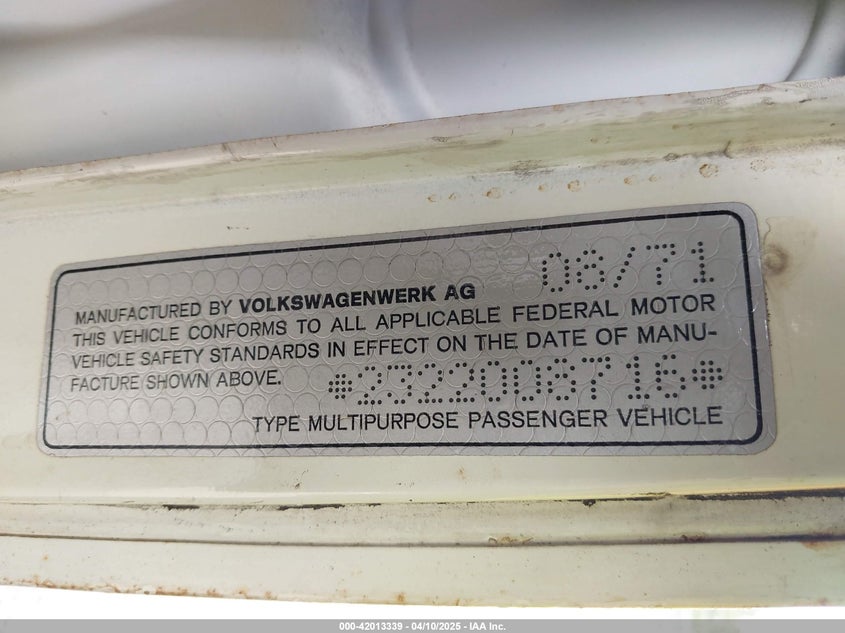 08/71
MANUFACTURED BY VOLKSWAGENWERK AG
THIS VEHICLE CONFORMS TO ALL APPLICABLE FEDERAL MOTOR
VEHICLE SAFETY STANDARDS IN EFFECT ON THE DATE OF MANU-
FACTURE SHOWN ABOVE. *2322008716*
TYPE MULTIPURPOSE PASSENGER VEHICLE
000-42013339 - 04/10/2025 - IAA Inc.